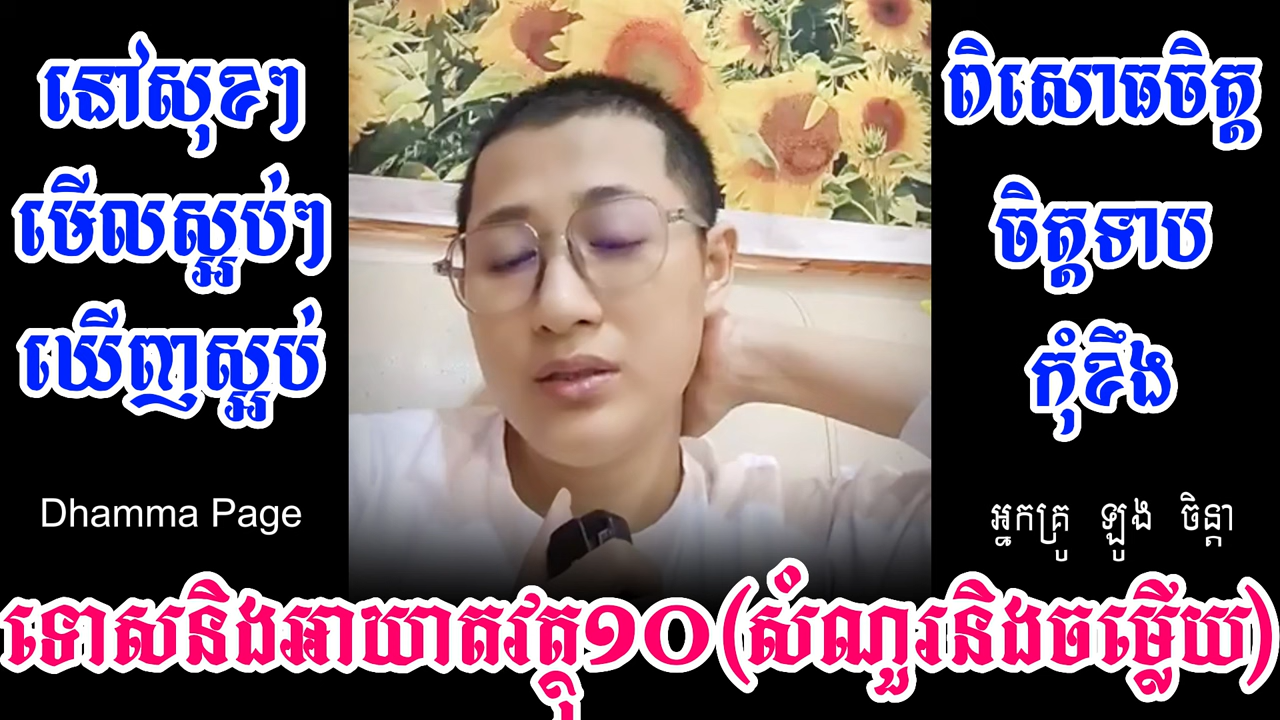 នៅសុខៗ
មើលស្អប់ៗ
ឃើញស្អប់
Dhamma Page
ពិសោធចិត្ត
ចិត្តទាប
កុំខឹង
អ្នកគ្រូ ឡូង ចិន្តា
ទោសនិងអាឃាតវត្ថុ១០(សំណួរនិងចម្លើយ)